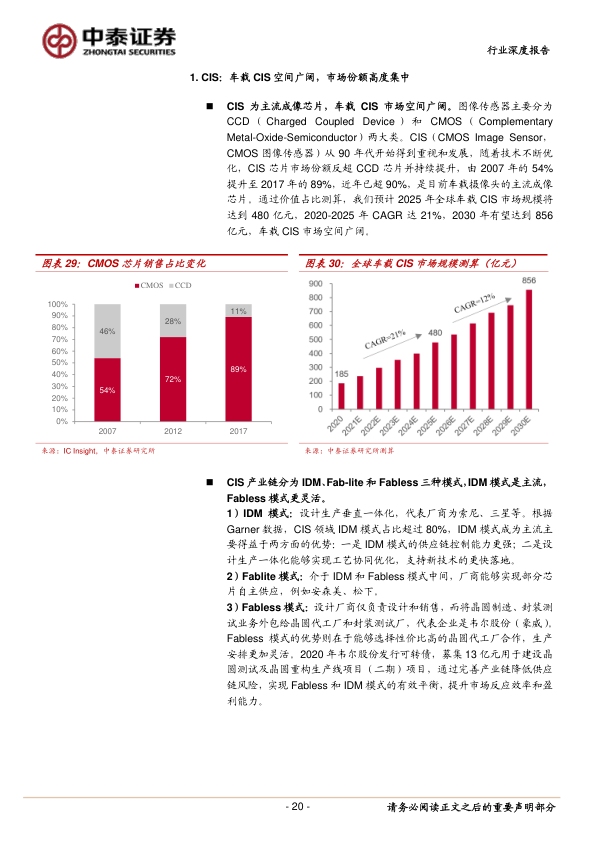 中泰证券
ZHONGTAI SECURITIES
行业深度报告
1. CIS：车载 CIS 空间广阔，市场份额高度集中
■ CIS 为主流成像芯片，车载 CIS 市场空间广阔。图像传感器主要分为
CCD（ Charged Coupled Device ）和 CMOS（ Complementary
Metal-Oxide-Semiconductor）两大类。CIS（CMOS Image Sensor，
CMOS 图像传感器）从 90 年代开始得到重视和发展，随着技术不断优
化，CIS 芯片市场份额反超 CCD 芯片并持续提升，由 2007 年的 54%
提升至 2017 年的 89%，近年已超 90%，是目前车载摄像头的主流成像
芯片。通过价值占比测算，我们预计 2025 年全球车载 CIS 市场规模将
达到 480 亿元，2020-2025 年 CAGR 达 21%，2030 年有望达到 856
亿元，车载 CIS 市场空间广阔。
图表 29：CMOS 芯片销售占比变化
CMOS CCD
100%
90%
80%
70%
60%
50%
40%
30%
20%
10%
0%
46%
54%
28%
72%
11%
89%
2007 2012 2017
来源：IC Insight，中泰证券研究所
图表 30：全球车载 CIS 市场规模测算（亿元）
900
800
700
600
500
400
300
200
100
0
185
CAGR=21%
480
CAGR=12%
856
2020 2021E 2022E 2023E 2024E 2025E 2026E 2027E 2028E 2029E 2030E
来源：中泰证券研究所测算
■ CIS 产业链分为 IDM、Fab-lite 和 Fabless 三种模式，IDM 模式是主流，
Fabless 模式更灵活。
1）IDM 模式：设计生产垂直一体化，代表厂商为索尼、三星等。根据
Garner 数据，CIS 领域 IDM 模式占比超过 80%，IDM 模式成为主流主
要得益于两方面的优势：一是 IDM 模式的供应链控制能力更强；二是设
计生产一体化能够实现工艺协同优化，支持新技术的更快落地。
2）Fablite 模式：介于 IDM 和 Fabless 模式中间，厂商能够实现部分芯
片自主供应，例如安森美、松下。
3）Fabless 模式：设计厂商仅负责设计和销售，而将晶圆制造、封装测
试业务外包给晶圆代工厂和封装测试厂，代表企业是韦尔股份（豪威）。
Fabless 模式的优势则在于能够选择性价比高的晶圆代工厂合作，生产
安排更加灵活。2020 年韦尔股份发行可转债，募集 13 亿元用于建设晶
圆测试及晶圆重构生产线项目（二期）项目，通过完善产业链降低供应
链风险，实现 Fabless 和 IDM 模式的有效平衡，提升市场反应效率和盈
利能力。
- 20 -
请务必阅读正文之后的重要声明部分